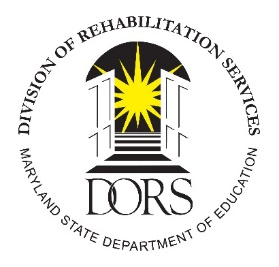 DIVISION OF REHABILITATION SERVICES
DORS
MARYLAND STATE DEPARTMENT OF EDUCATION